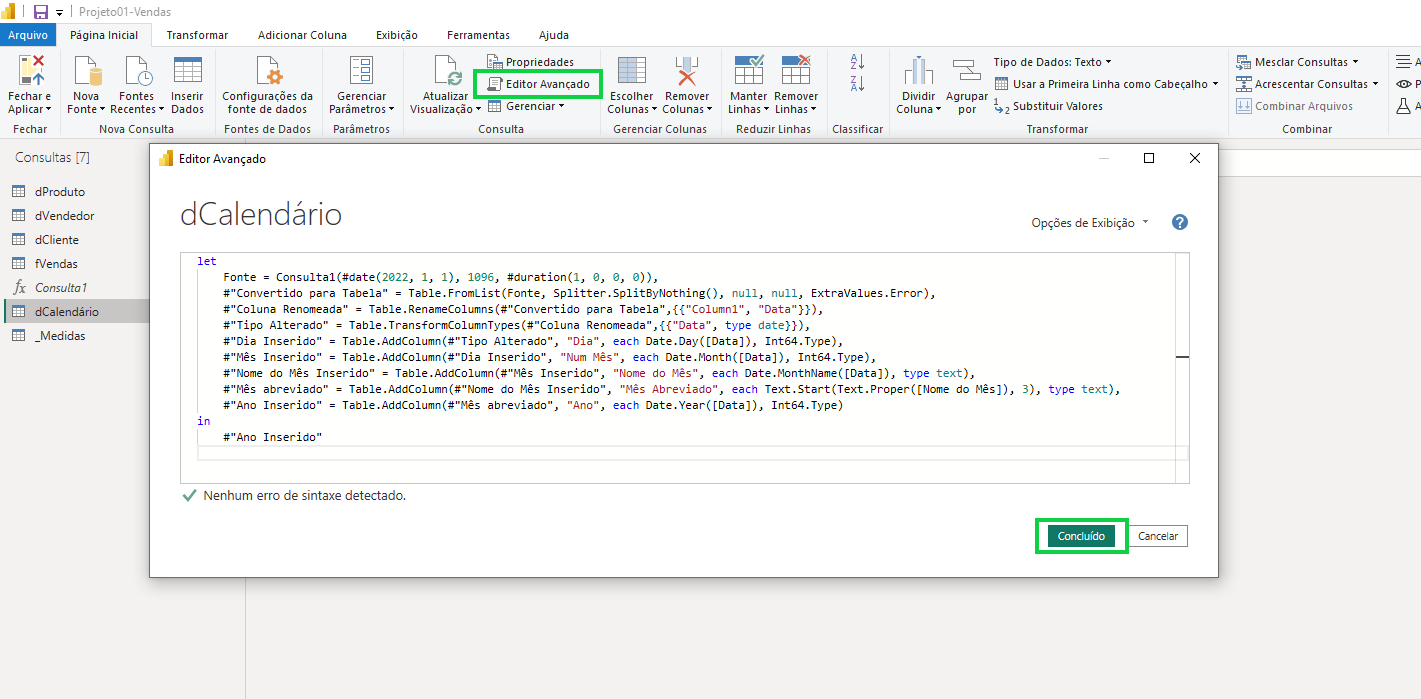 Projeto01-Vendas
Arquivo Página Inicial Transformar Adicionar Coluna Exibição Ferramentas Ajuda
Fechar e Aplicar
Fechar
Nova Fonte
Fontes Recentes
Inserir Dados
Nova Consulta
Configurações da fonte de dados
Fontes de Dados
Gerenciar Parâmetros
Parâmetros
Atualizar Visualização
Propriedades
Editor Avançado
Gerenciar
Consulta
Escolher Colunas
Remover Colunas
Gerenciar Colunas
Manter Linhas
Remover Linhas
Reduzir Linhas
Classificar
Dividir Coluna
Agrupar por
Tipo de Dados: Texto
Usar a Primeira Linha como Cabeçalho
Substituir Valores
Transformar
Mesclar Consultas
Acrescentar Consultas
Combinar Arquivos
Combinar
Consultas [7]
dProduto
dVendedor
dCliente
fVendas
fx Consulta1
dCalendário
_Medidas
Editor Avançado
dCalendário
Opções de Exibição
?
let
Fonte = Consulta1(#date(2022, 1, 1), 1096, #duration(1, 0, 0, 0)),
#"Convertido para Tabela" = Table.FromList(Fonte, Splitter.SplitByNothing(), null, null, ExtraValues.Error),
#"Coluna Renomeada" = Table.RenameColumns(#"Convertido para Tabela",{{"Column1", "Data"}}),
#"Tipo Alterado" = Table.TransformColumnTypes(#"Coluna Renomeada",{{"Data", type date}}),
#"Dia Inserido" = Table.AddColumn(#"Tipo Alterado", "Dia", each Date.Day([Data]), Int64.Type),
#"Mês Inserido" = Table.AddColumn(#"Dia Inserido", "Num Mês", each Date.Month([Data]), Int64.Type),
#"Nome do Mês Inserido" = Table.AddColumn(#"Mês Inserido", "Nome do Mês", each Date.MonthName([Data]), type text),
#"Mês abreviado" = Table.AddColumn(#"Nome do Mês Inserido", "Mês Abreviado", each Text.Start(Text.Proper([Nome do Mês]), 3), type text),
#"Ano Inserido" = Table.AddColumn(#"Mês abreviado", "Ano", each Date.Year([Data]), Int64.Type)
in
#"Ano Inserido"
Nenhum erro de sintaxe detectado.
Concluído
Cancelar